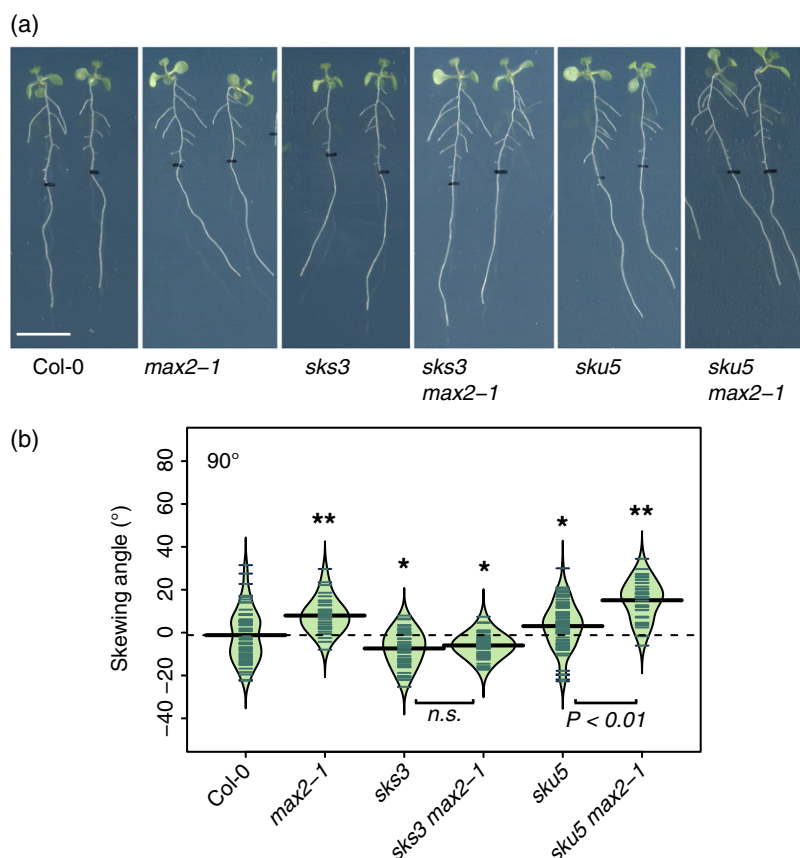 (a)
Col-0
max2–1
sks3
sks3
max2–1
sku5
sku5
max2–1
(b)
90°
Skewing angle (°)
80
60
40
20
0
−20
−40
**
*
*
*
**
n.s.
P < 0.01
Col-0
max2-1
sks3
sks3 max2-1
sku5
sku5 max2-1